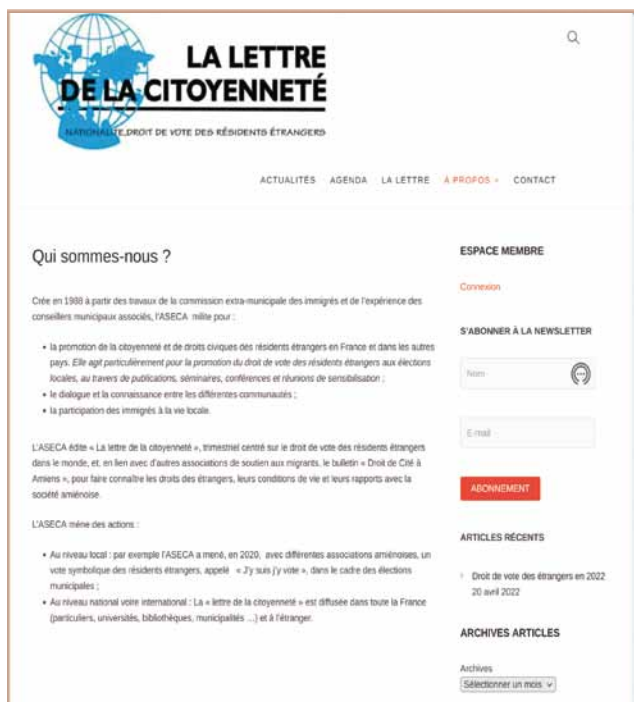 LA LETTRE
DE LA CITOYENNETÉ
NATIONALITÉ, DROIT DE VOTE DES RÉSIDENTS ÉTRANGERS
ACTUALITÉS AGENDA LA LETTRE À PROPOS CONTACT
Qui sommes-nous ?
Crée en 1988 à partir des travaux de la commission extra-municipale des immigrés et de l'expérience des
conseillers municipaux associés, l'ASECA milite pour :
• la promotion de la citoyenneté et de droits civiques des résidents étrangers en France et dans les autres
pays. Elle agit particulièrement pour la promotion du droit de vote des résidents étrangers aux élections
locales, au travers de publications, séminaires, conférences et réunions de sensibilisation ;
• le dialogue et la connaissance entre les différentes communautés ;
• la participation des immigrés à la vie locale.
L'ASECA édite « La lettre de la citoyenneté », trimestriel centré sur le droit de vote des résidents étrangers
dans le monde, et, en lien avec d'autres associations de soutien aux migrants, le bulletin « Droit de Cité à
Amiens », pour faire connaître les droits des étrangers, leurs conditions de vie et leurs rapports avec la
société amiénoise.
L'ASECA mène des actions :
• Au niveau local : par exemple l'ASECA a mené, en 2020, avec différentes associations amiénoises, un
vote symbolique des résidents étrangers, appelé « J'y suis j'y vote », dans le cadre des élections
municipales ;
• Au niveau national voire international : La « lettre de la citoyenneté » est diffusée dans toute la France
(particuliers, universités, bibliothèques, municipalités ...) et à l'étranger.
ESPACE MEMBRE
Connexion
S'ABONNER À LA NEWSLETTER
Nom
E-mail
ABONNEMENT
ARTICLES RÉCENTS
Droit de vote des étrangers en 2022
20 avril 2022
ARCHIVES ARTICLES
Archives
Sélectionner un mois